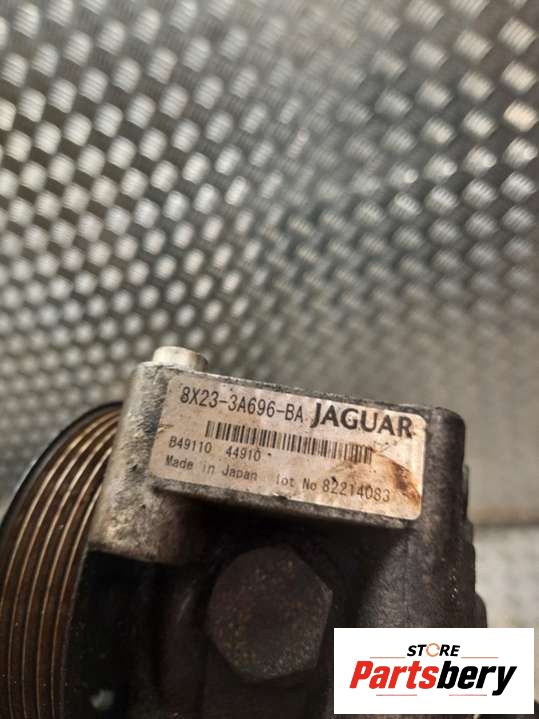 8X23-3A696-BA JAGUAR
B49110 44910
Made in Japan lot No 82214083
STORE
Partsbery